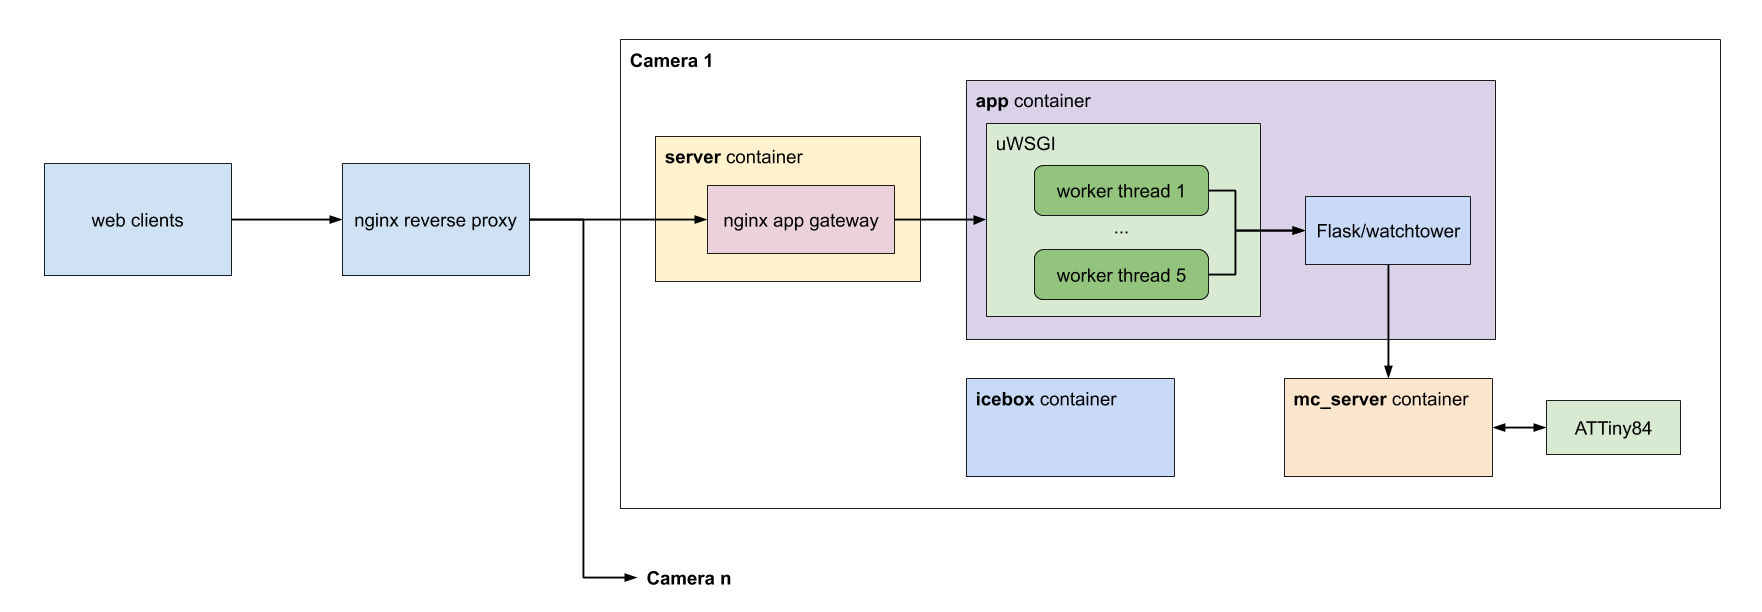 Camera 1
app container
uWSGI
server container
worker thread 1
web clients
nginx reverse proxy
nginx app gateway
...
Flask/watchtower
worker thread 5
icebox container
mc_server container
ATTiny84
Camera n